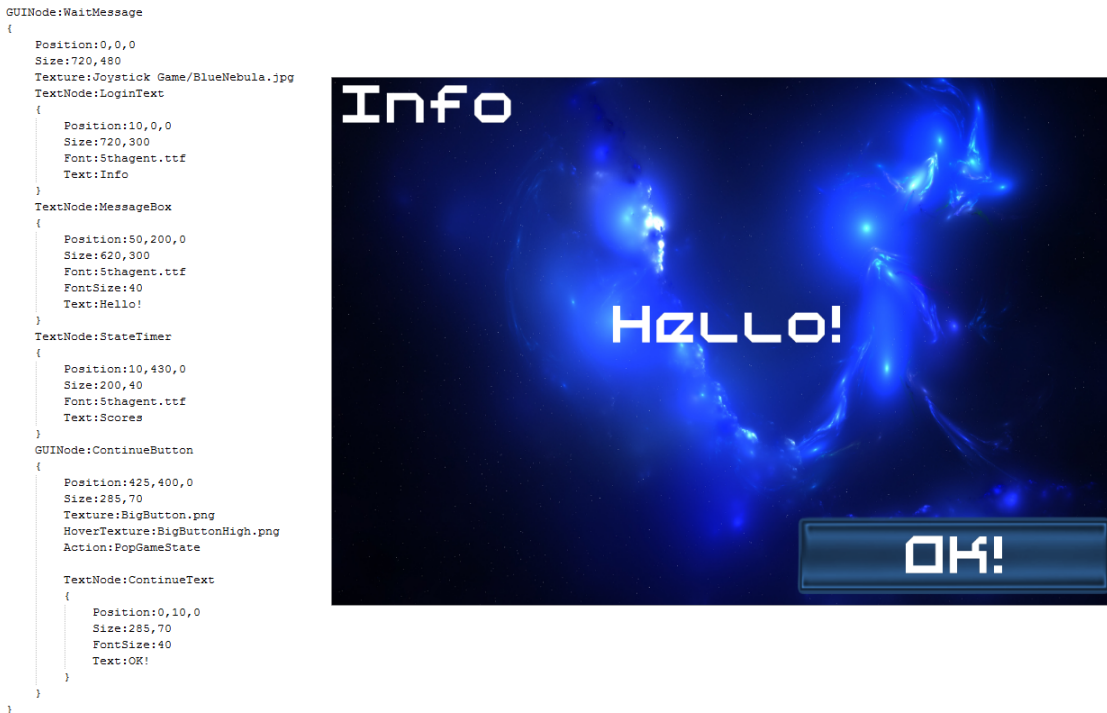 GUINode:WaitMessage
{
Position:0,0,0
Size:720,480
Texture:Joystick Game/BlueNebula.jpg
TextNode:LoginText
{
Position:10,0,0
Size:720,300
Font:5thagent.ttf
Text:Info
}
TextNode:MessageBox
{
Position:50,200,0
Size:620,300
Font:5thagent.ttf
FontSize:40
Text:Hello!
}
TextNode:StateTimer
{
Position:10,430,0
Size:200,40
Font:5thagent.ttf
Text:Scores
}
GUINode:ContinueButton
{
Position:425,400,0
Size:285,70
Texture:BigButton.png
HoverTexture:BigButtonHigh.png
Action:PopGameState
TextNode:ContinueText
{
Position:0,10,0
Size:285,70
FontSize:40
Text:OK!
}
}
}
Info
Hello!
OK!